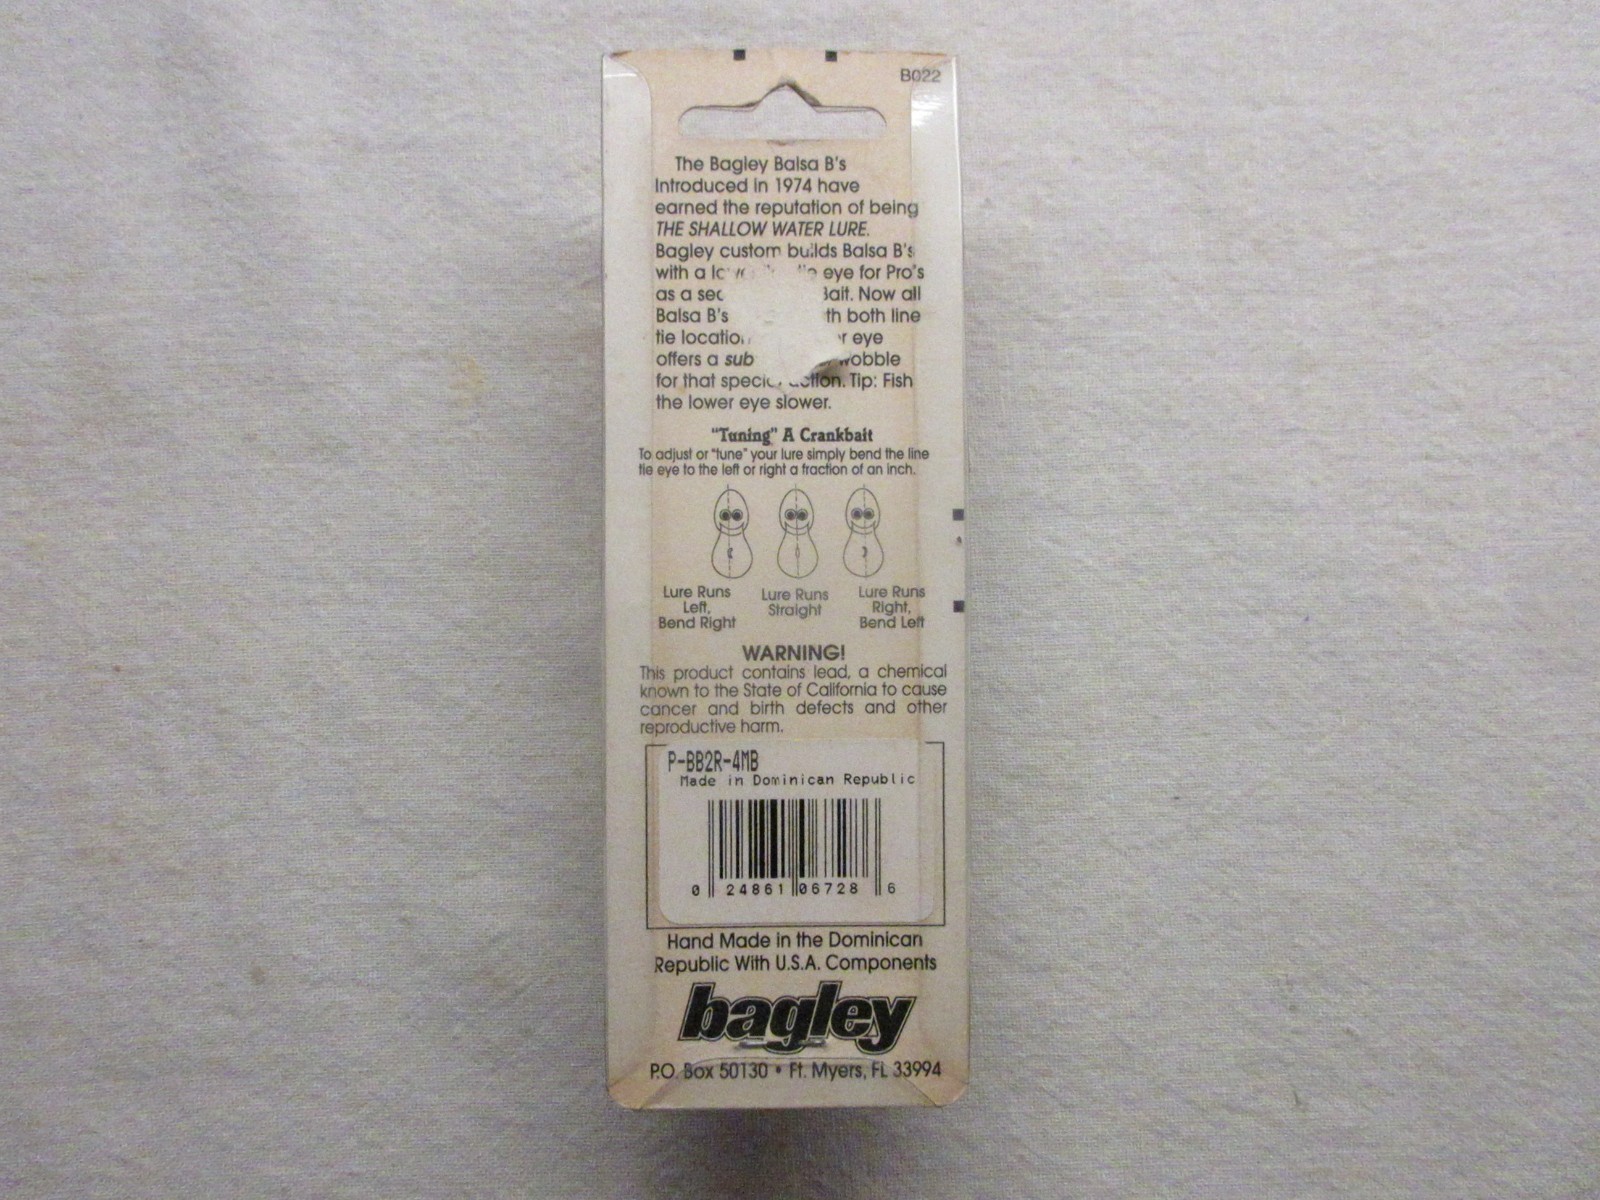 B022
The Bagley Balsa B's
Introduced in 1974 have
earned the reputation of being
THE SHALLOW WATER LURE.
Bagley custom builds Balsa B's
with a eye for Pro's
as a Now all
Balsa B's both line
tie eye
offers a wobble
for that action. Tip: Fish
the lower eye slower.
"Tuning" A Crankbait
To adjust or "tune" your lure simply bend the line
tie eye to the left or right a fraction of an inch.
Lure Runs
Left,
Bend Right
Lure Runs
Straight
Lure Runs
Right,
Bend Left
WARNING!
This product contains lead, a chemical
known to the State of California to cause
cancer and birth defects and other
reproductive harm.
P-BB2R-4MB
Made in Dominican Republic
0 24861 06728 6
Hand Made in the Dominican
Republic With U.S.A. Components
bagley
P.O. Box 50130 • Ft. Myers, FL 33994